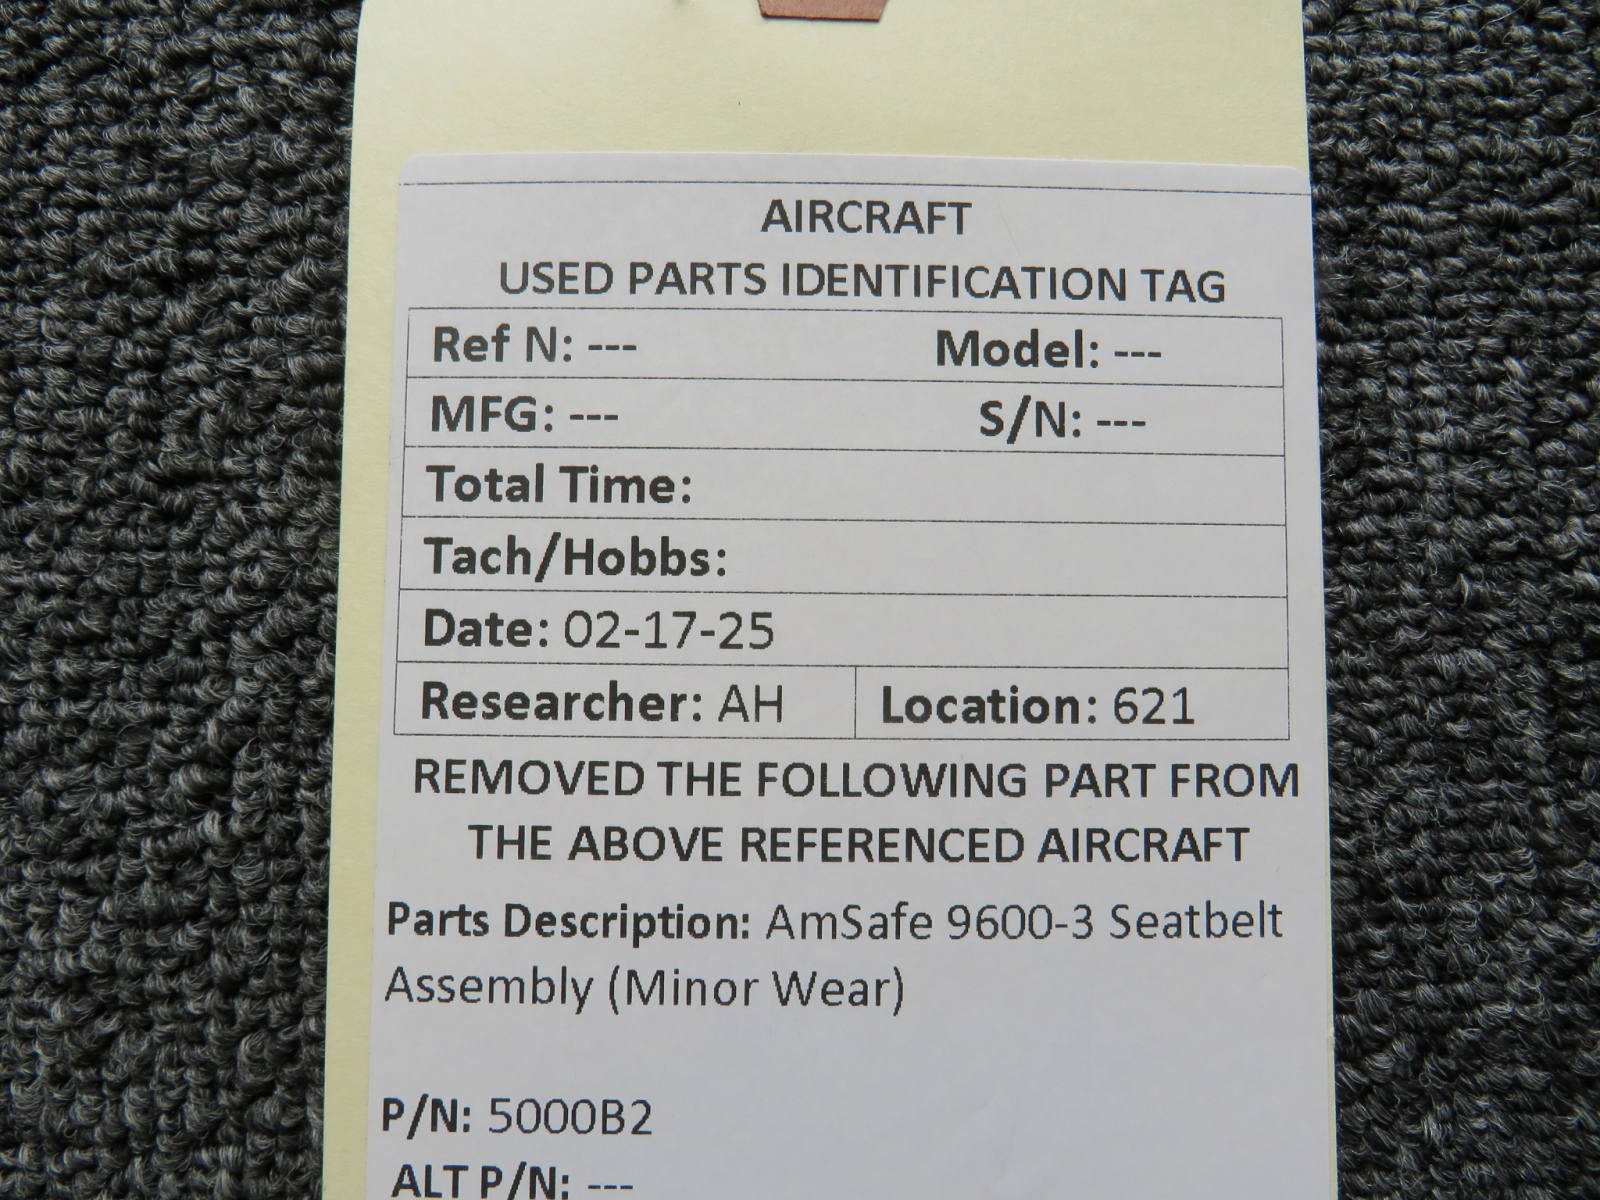 AIRCRAFT
USED PARTS IDENTIFICATION TAG
Ref N: --- Model: ---
MFG: --- S/N: ---
Total Time:
Tach/Hobbs:
Date: 02-17-25
Researcher: AH Location: 621
REMOVED THE FOLLOWING PART FROM
THE ABOVE REFERENCED AIRCRAFT
Parts Description: AmSafe 9600-3 Seatbelt
Assembly (Minor Wear)
P/N: 5000B2
ALT P/N: ---